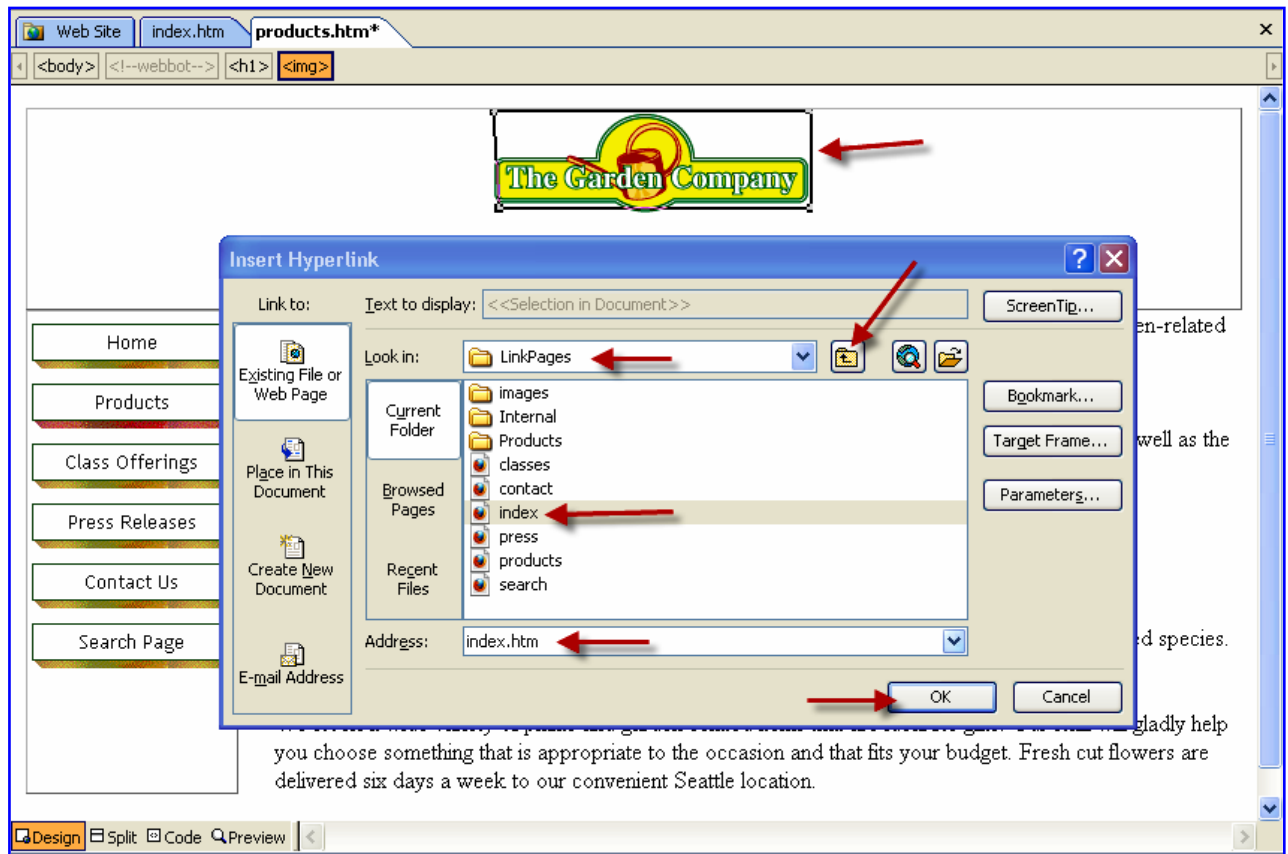 Web Site index.htm products.htm*
<body> <!--webbot--> <h1> <img>
The Garden Company
Insert Hyperlink
Link to:
Text to display: <<Selection in Document>>
ScreenTip...
en-related
Home
Look in: LinkPages
Existing File or
Web Page
Current
Folder
images
Internal
Products
classes
contact
index
press
products
search
Bookmark...
Target Frame...
Parameters...
Products
well as the
Class Offerings
Place in This
Document
Browsed
Pages
Press Releases
Create New
Document
Recent
Files
Contact Us
Search Page
Address: index.htm
ed species.
E-mail Address
OK Cancel
gladly help
you choose something that is appropriate to the occasion and that fits your budget. Fresh cut flowers are
delivered six days a week to our convenient Seattle location.
Design Split Code Preview